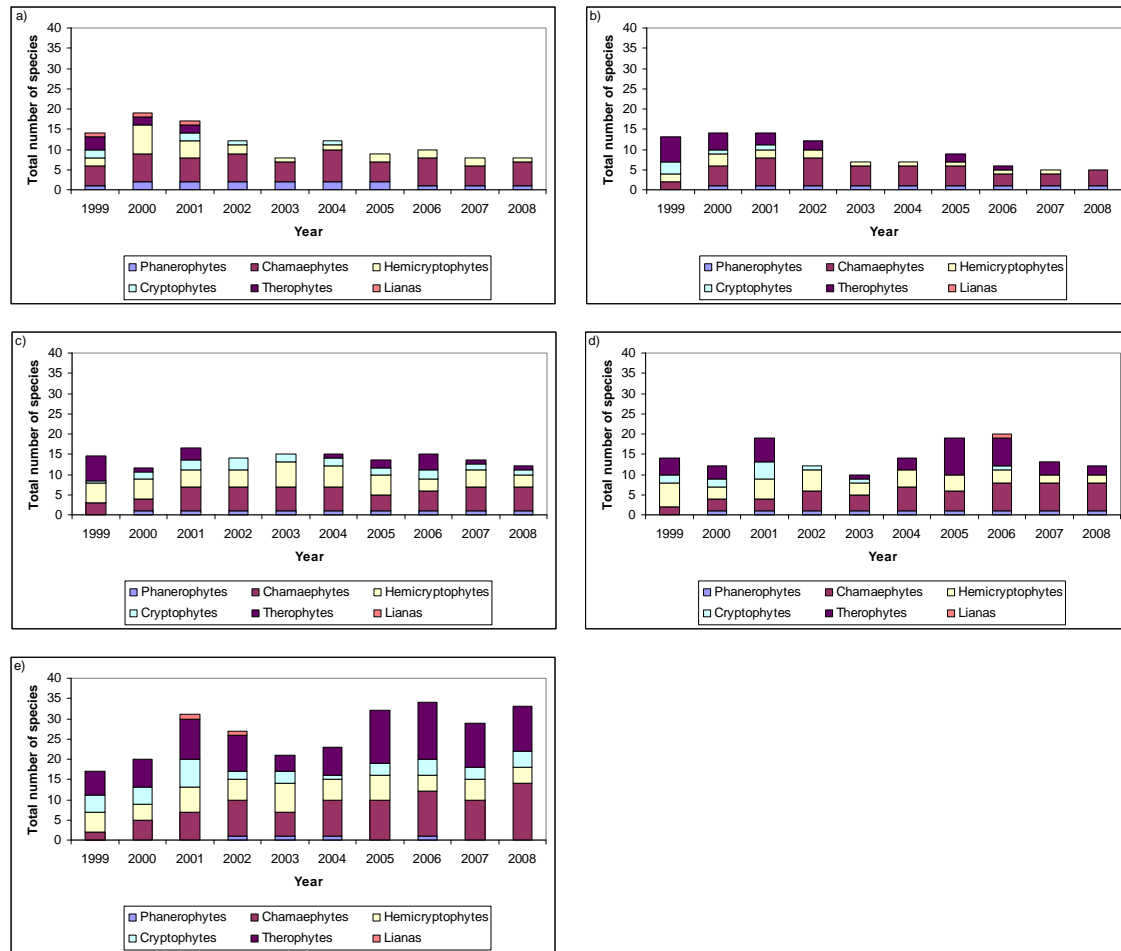 a)
40
35
30
25
20
15
10
5
0
Total number of species
1999 2000 2001 2002 2003 2004 2005 2006 2007 2008
Year
Phanerophytes Chamaephytes Hemicryptophytes
Cryptophytes Therophytes Lianas
b)
40
35
30
25
20
15
10
5
0
Total number of species
1999 2000 2001 2002 2003 2004 2005 2006 2007 2008
Year
Phanerophytes Chamaephytes Hemicryptophytes
Cryptophytes Therophytes Lianas
c)
40
35
30
25
20
15
10
5
0
Total number of species
1999 2000 2001 2002 2003 2004 2005 2006 2007 2008
Year
Phanerophytes Chamaephytes Hemicryptophytes
Cryptophytes Therophytes Lianas
d)
40
35
30
25
20
15
10
5
0
Total number of species
1999 2000 2001 2002 2003 2004 2005 2006 2007 2008
Year
Phanerophytes Chamaephytes Hemicryptophytes
Cryptophytes Therophytes Lianas
e)
40
35
30
25
20
15
10
5
0
Total number of species
1999 2000 2001 2002 2003 2004 2005 2006 2007 2008
Year
Phanerophytes Chamaephytes Hemicryptophytes
Cryptophytes Therophytes Lianas